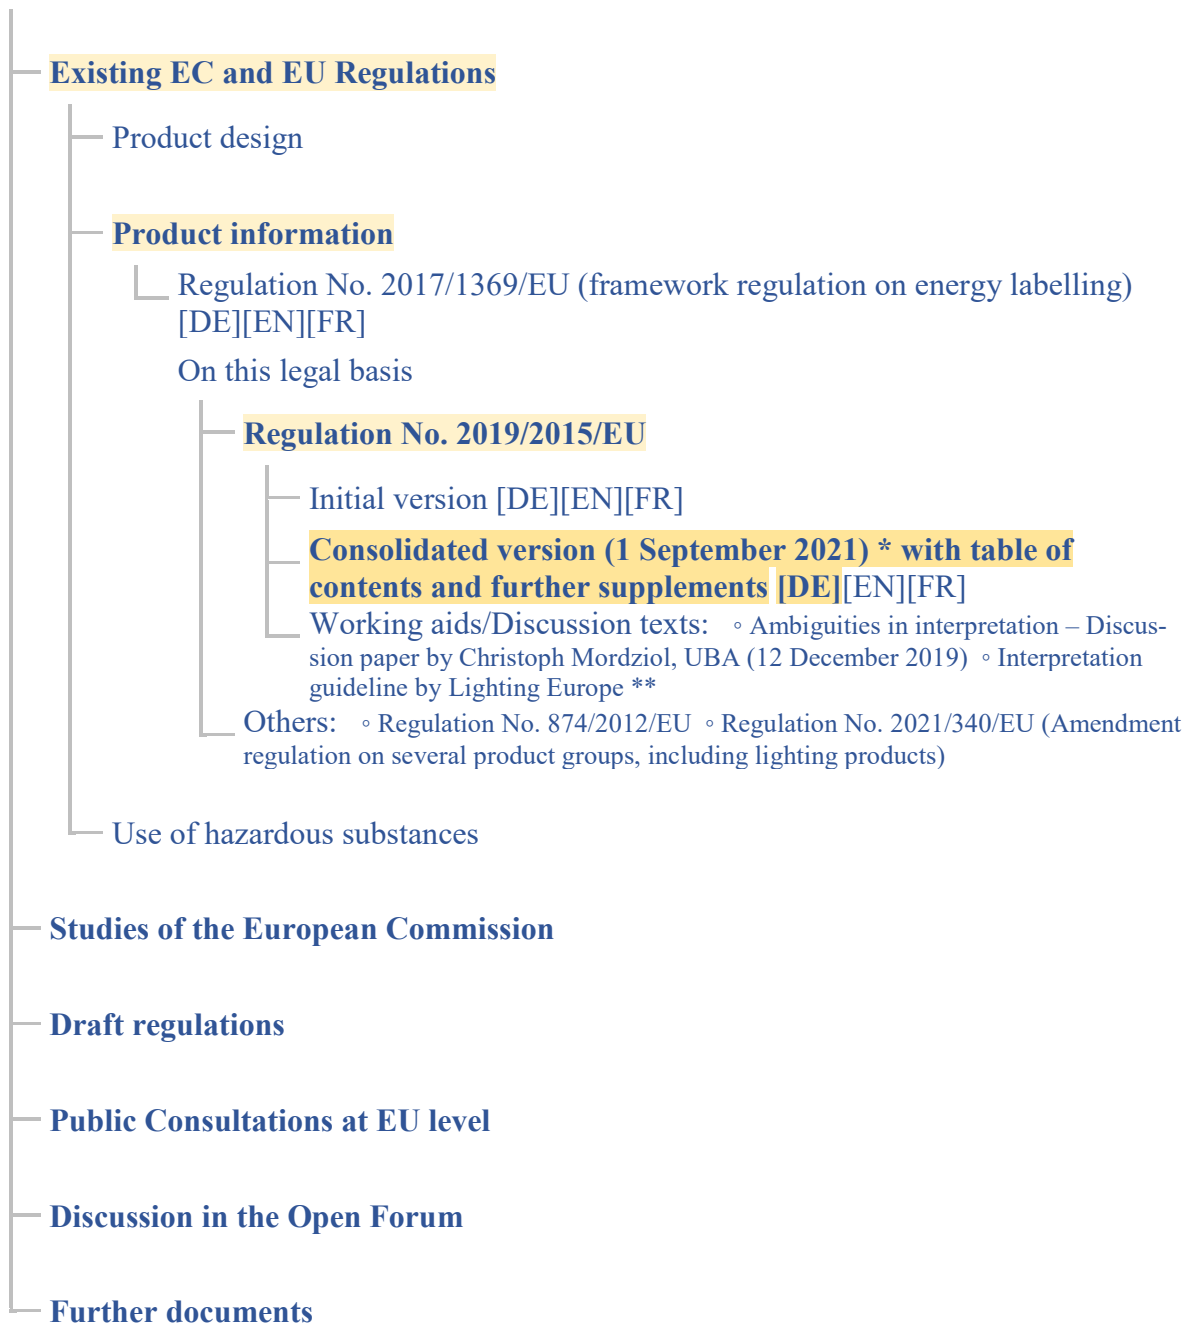 Existing EC and EU Regulations
Product design
Product information
Regulation No. 2017/1369/EU (framework regulation on energy labelling)
[DE][EN][FR]
On this legal basis
Regulation No. 2019/2015/EU
Initial version [DE][EN][FR]
Consolidated version (1 September 2021) * with table of
contents and further supplements [DE][EN][FR]
Working aids/Discussion texts: ◦ Ambiguities in interpretation – Discus-
sion paper by Christoph Mordziol, UBA (12 December 2019) ◦ Interpretation
guideline by Lighting Europe **
Others: ◦ Regulation No. 874/2012/EU ◦ Regulation No. 2021/340/EU (Amendment
regulation on several product groups, including lighting products)
Use of hazardous substances
Studies of the European Commission
Draft regulations
Public Consultations at EU level
Discussion in the Open Forum
Further documents